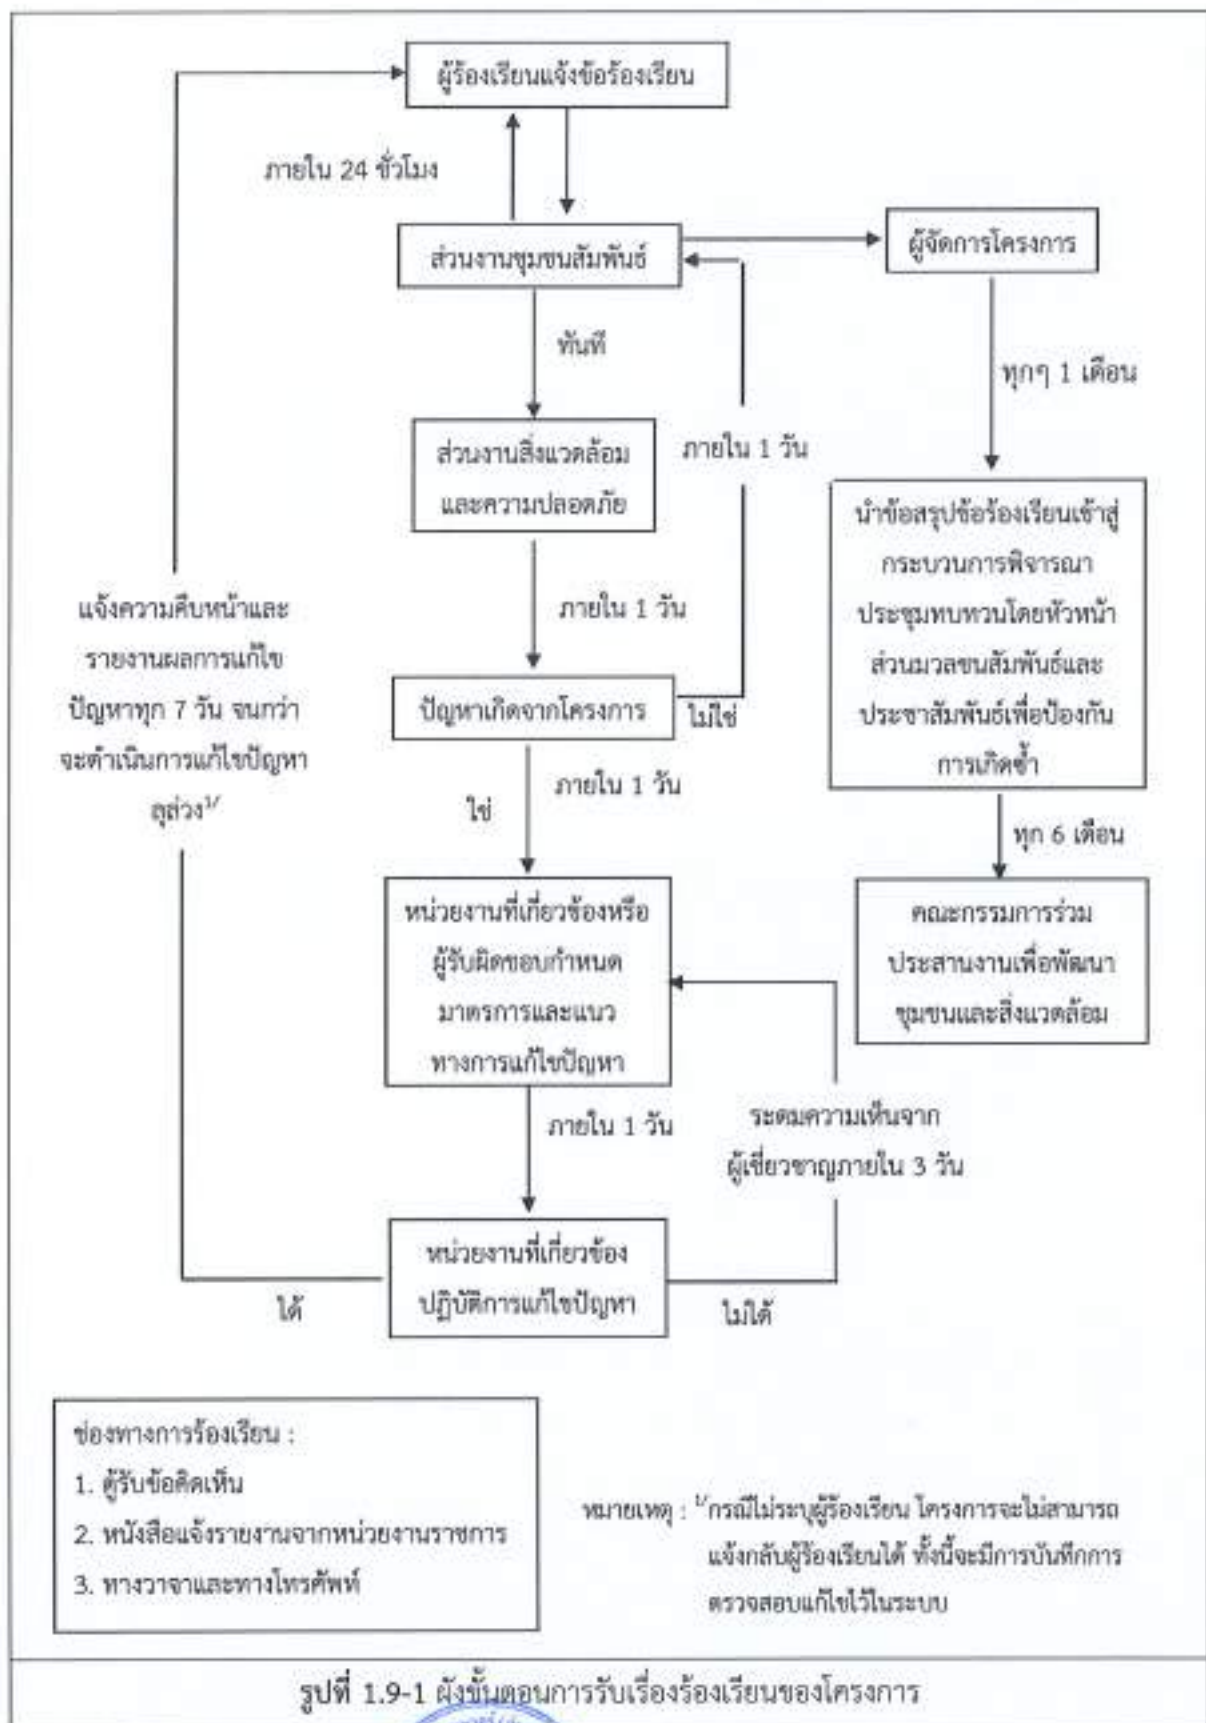 ผู้ร้องเรียนแจ้งข้อร้องเรียน
ภายใน 24 ชั่วโมง
ส่วนงานชุมชนสัมพันธ์
ผู้จัดการโครงการ
ทันที
ทุกๆ 1 เดือน
ส่วนงานสิ่งแวดล้อม
และความปลอดภัย
ภายใน 1 วัน
นำข้อสรุปข้อร้องเรียนเข้าสู่
กระบวนการพิจารณา
ประชุมทบทวนโดยหัวหน้า
ส่วนมวลชนสัมพันธ์และ
ประชาสัมพันธ์เพื่อป้องกัน
การเกิดซ้ำ
แจ้งความคืบหน้าและ
รายงานผลการแก้ไข
ปัญหาทุก 7 วัน จนกว่า
จะดำเนินการแก้ไขปัญหา
ลุล่วง1/
ภายใน 1 วัน
ปัญหาเกิดจากโครงการ
ไม่ใช่
ภายใน 1 วัน
ใช่
ทุก 6 เดือน
หน่วยงานที่เกี่ยวข้องหรือ
ผู้รับผิดชอบกำหนด
มาตรการและแนว
ทางการแก้ไขปัญหา
คณะกรรมการร่วม
ประสานงานเพื่อพัฒนา
ชุมชนและสิ่งแวดล้อม
ภายใน 1 วัน
ระดมความเห็นจาก
ผู้เชี่ยวชาญภายใน 3 วัน
หน่วยงานที่เกี่ยวข้อง
ปฏิบัติการแก้ไขปัญหา
ได้
ไม่ได้
ช่องทางการร้องเรียน :
1. ตู้รับข้อคิดเห็น
2. หนังสือแจ้งรายงานจากหน่วยงานราชการ
3. ทางวาจาและทางโทรศัพท์
หมายเหตุ : 1/กรณีไม่ระบุผู้ร้องเรียน โครงการจะไม่สามารถ
แจ้งกลับผู้ร้องเรียนได้ ทั้งนี้จะมีการบันทึกการ
ตรวจสอบแก้ไขไว้ในระบบ
รูปที่ 1.9-1 ผังขั้นตอนการรับเรื่องร้องเรียนของโครงการ